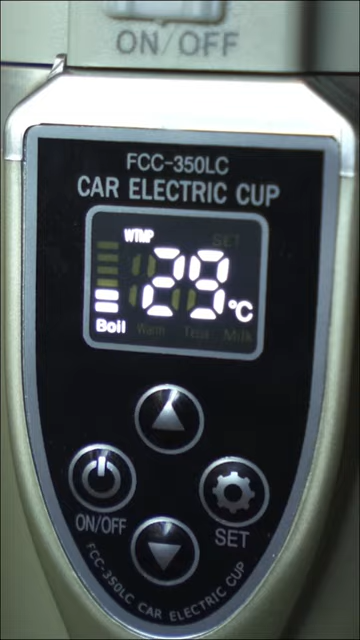 ON/OFF
FCC-350LC
CAR ELECTRIC CUP
WTMP SET
29°C
Boil Warm Tea Milk
ON/OFF
SET
FCC-350LC CAR ELECTRIC CUP